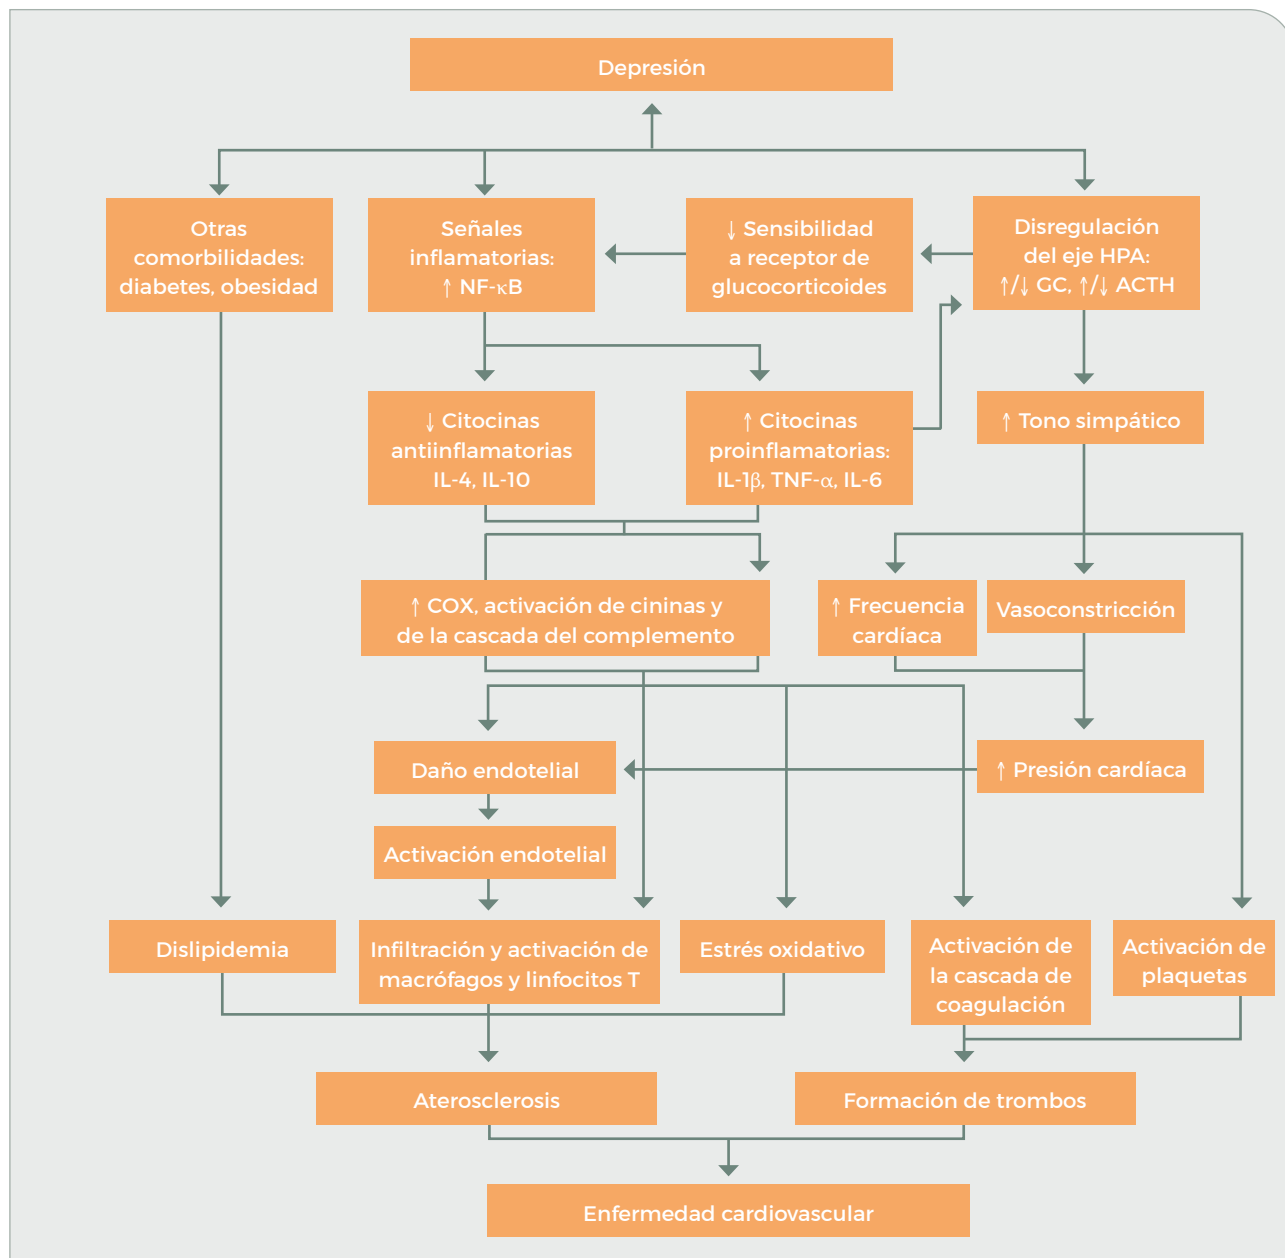 Depresión
Otras
comorbilidades:
diabetes, obesidad
Señales
inflamatorias:
↑ NF-κB
↓ Sensibilidad
a receptor de
glucocorticoides
Disregulación
del eje HPA:
↑/↓ GC, ↑/↓ ACTH
↓ Citocinas
antiinflamatorias
IL-4, IL-10
↑ Citocinas
proinflamatorias:
IL-1β, TNF-α, IL-6
↑ Tono simpático
↑ COX, activación de cininas y
de la cascada del complemento
↑ Frecuencia
cardíaca
Vasoconstricción
Daño endotelial
↑ Presión cardíaca
Activación endotelial
Dislipidemia
Infiltración y activación de
macrófagos y linfocitos T
Estrés oxidativo
Activación de
la cascada de
coagulación
Activación de
plaquetas
Aterosclerosis
Formación de trombos
Enfermedad cardiovascular